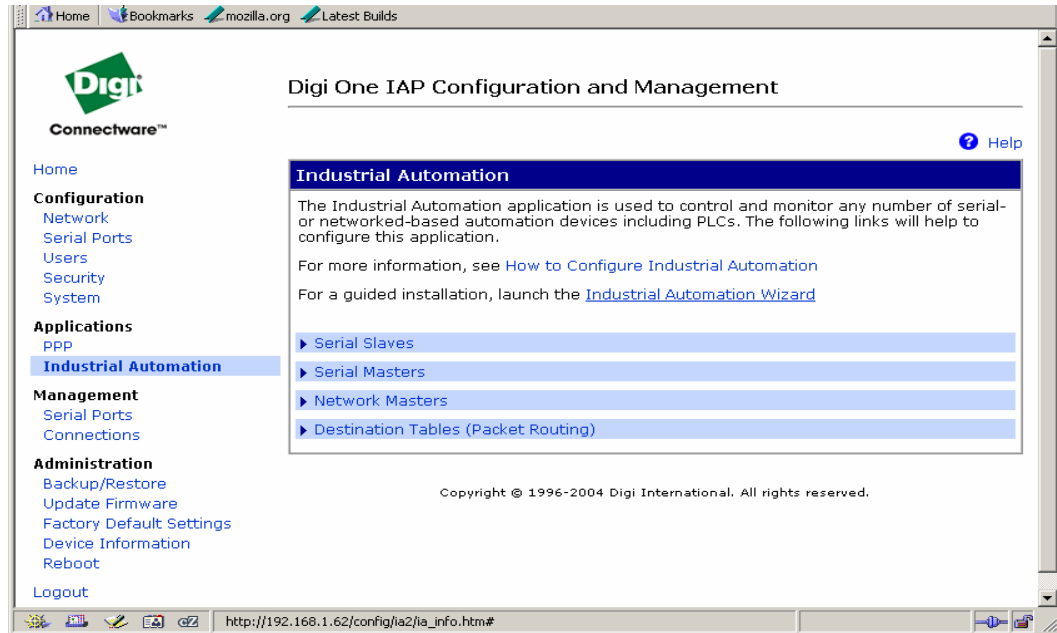 Home Bookmarks mozilla.org Latest Builds
Digi
Connectware™
Digi One IAP Configuration and Management
Help
Home
Configuration
Network
Serial Ports
Users
Security
System
Applications
PPP
Industrial Automation
Management
Serial Ports
Connections
Administration
Backup/Restore
Update Firmware
Factory Default Settings
Device Information
Reboot
Logout
Industrial Automation
The Industrial Automation application is used to control and monitor any number of serial-
or networked-based automation devices including PLCs. The following links will help to
configure this application.
For more information, see How to Configure Industrial Automation
For a guided installation, launch the Industrial Automation Wizard
Serial Slaves
Serial Masters
Network Masters
Destination Tables (Packet Routing)
Copyright © 1996-2004 Digi International. All rights reserved.
http://192.168.1.62/config/ia2/ia_info.htm#